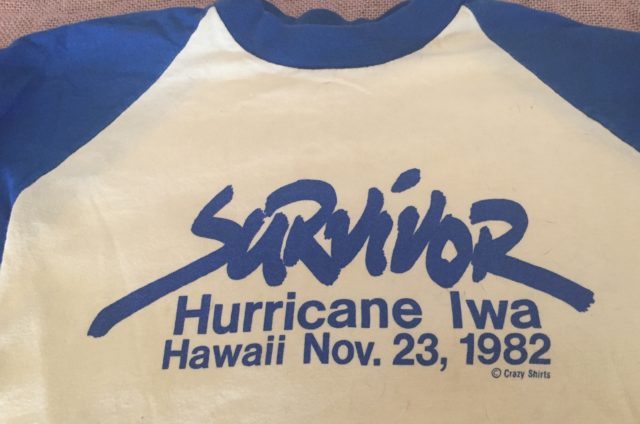 SURVIVOR
Hurricane Iwa
Hawaii Nov. 23, 1982
© Crazy Shirts